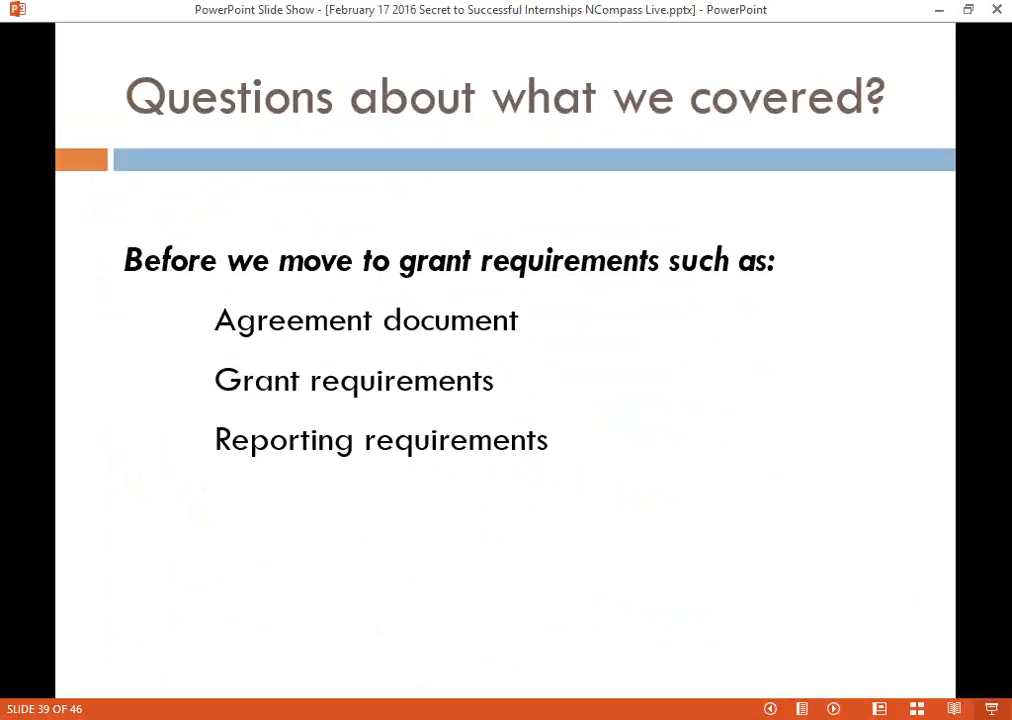 PowerPoint Slide Show - [February 17 2016 Secret to Successful Internships NCompass Live.pptx] - PowerPoint
Questions about what we covered?
Before we move to grant requirements such as:
Agreement document
Grant requirements
Reporting requirements
SLIDE 39 OF 46